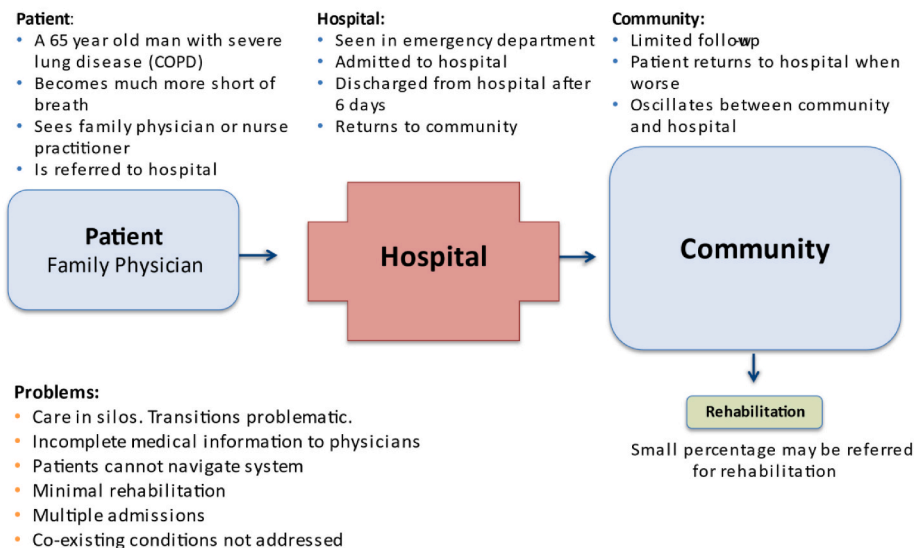 Patient:
• A 65 year old man with severe
lung disease (COPD)
• Becomes much more short of
breath
• Sees family physician or nurse
practitioner
• Is referred to hospital
Hospital:
• Seen in emergency department
• Admitted to hospital
• Discharged from hospital after
6 days
• Returns to community
Community:
• Limited follow-up
• Patient returns to hospital when
worse
• Oscillates between community
and hospital
Patient
Family Physician
Hospital
Community
Rehabilitation
Small percentage may be referred
for rehabilitation
Problems:
• Care in silos. Transitions problematic.
• Incomplete medical information to physicians
• Patients cannot navigate system
• Minimal rehabilitation
• Multiple admissions
• Co-existing conditions not addressed